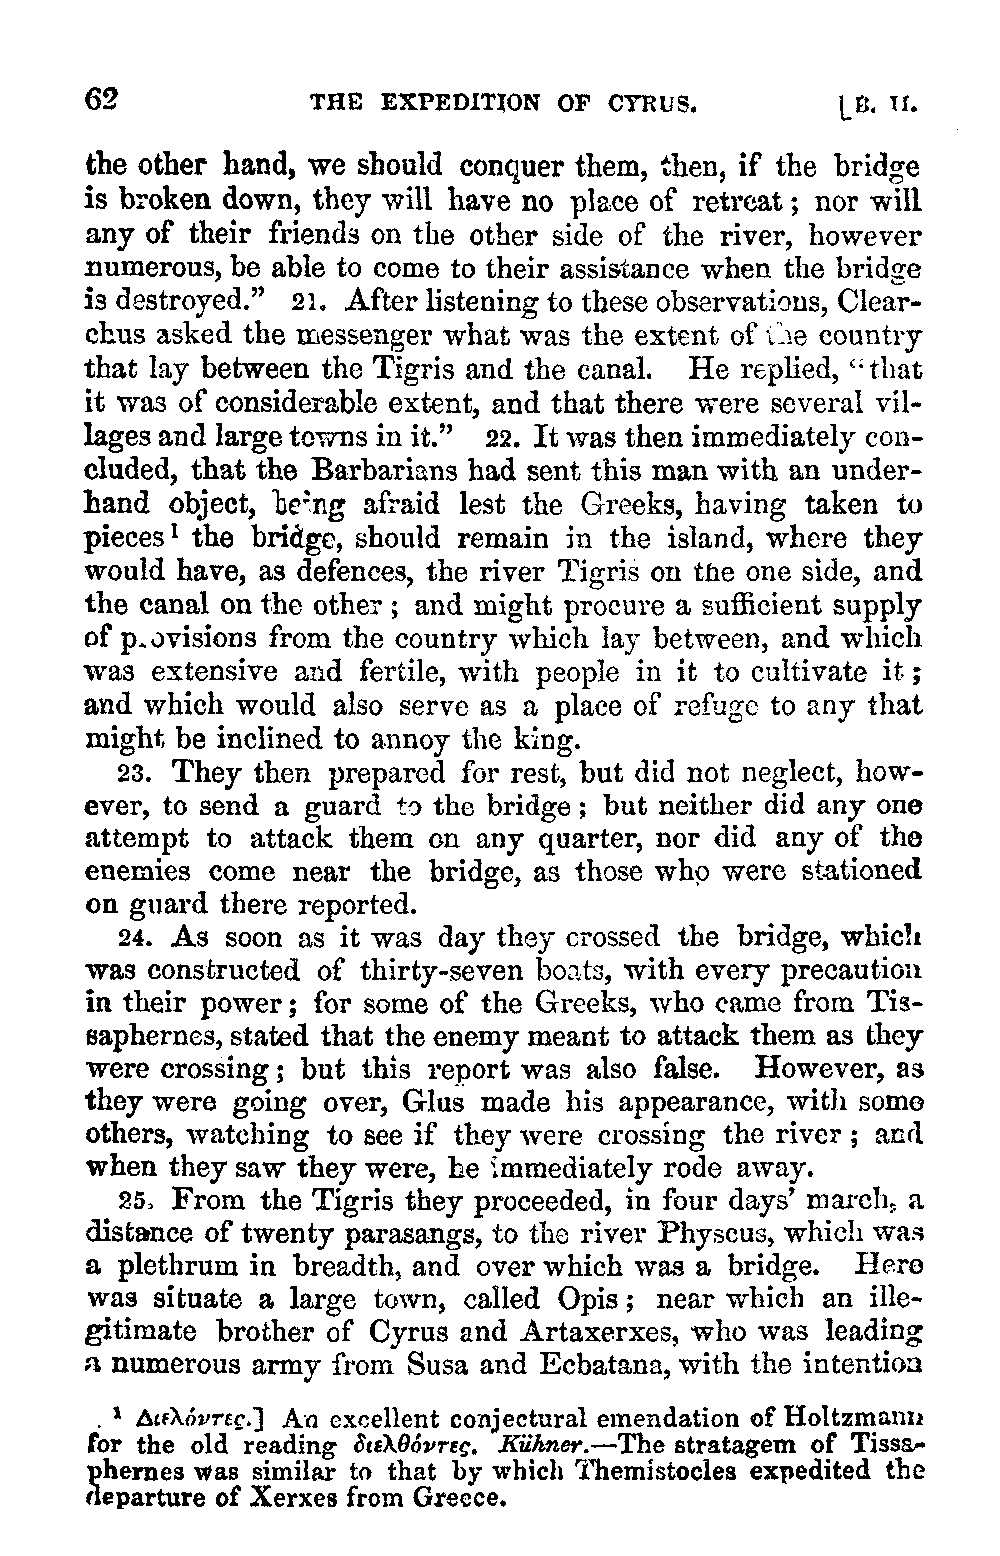 62 THE EXPEDITION OF CYRUS. [B. II.
the other hand, we should conquer them, then, if the bridge
is broken down, they will have no place of retreat; nor will
any of their friends on the other side of the river, however
numerous, be able to come to their assistance when the bridge
is destroyed.” 21. After listening to these observations, Clear-
chus asked the messenger what was the extent of the country
that lay between the Tigris and the canal. He replied, “that
it was of considerable extent, and that there were several vil-
lages and large towns in it.” 22. It was then immediately con-
cluded, that the Barbarians had sent this man with an under-
hand object, being afraid lest the Greeks, having taken to
pieces¹ the bridge, should remain in the island, where they
would have, as defences, the river Tigris on the one side, and
the canal on the other; and might procure a sufficient supply
of provisions from the country which lay between, and which
was extensive and fertile, with people in it to cultivate it;
and which would also serve as a place of refuge to any that
might be inclined to annoy the king.
23. They then prepared for rest, but did not neglect, how-
ever, to send a guard to the bridge; but neither did any one
attempt to attack them on any quarter, nor did any of the
enemies come near the bridge, as those who were stationed
on guard there reported.
24. As soon as it was day they crossed the bridge, which
was constructed of thirty-seven boats, with every precaution
in their power; for some of the Greeks, who came from Tis-
saphernes, stated that the enemy meant to attack them as they
were crossing; but this report was also false. However, as
they were going over, Glus made his appearance, with some
others, watching to see if they were crossing the river; and
when they saw they were, he immediately rode away.
25. From the Tigris they proceeded, in four days’ march, a
distance of twenty parasangs, to the river Physcus, which was
a plethrum in breadth, and over which was a bridge. Here
was situate a large town, called Opis; near which an ille-
gitimate brother of Cyrus and Artaxerxes, who was leading
a numerous army from Susa and Ecbatana, with the intention
¹ Διελόντες.] An excellent conjectural emendation of Holtzmann
for the old reading διελθόντες. Kühner.—The stratagem of Tissa-
phernes was similar to that by which Themistocles expedited the
departure of Xerxes from Greece.